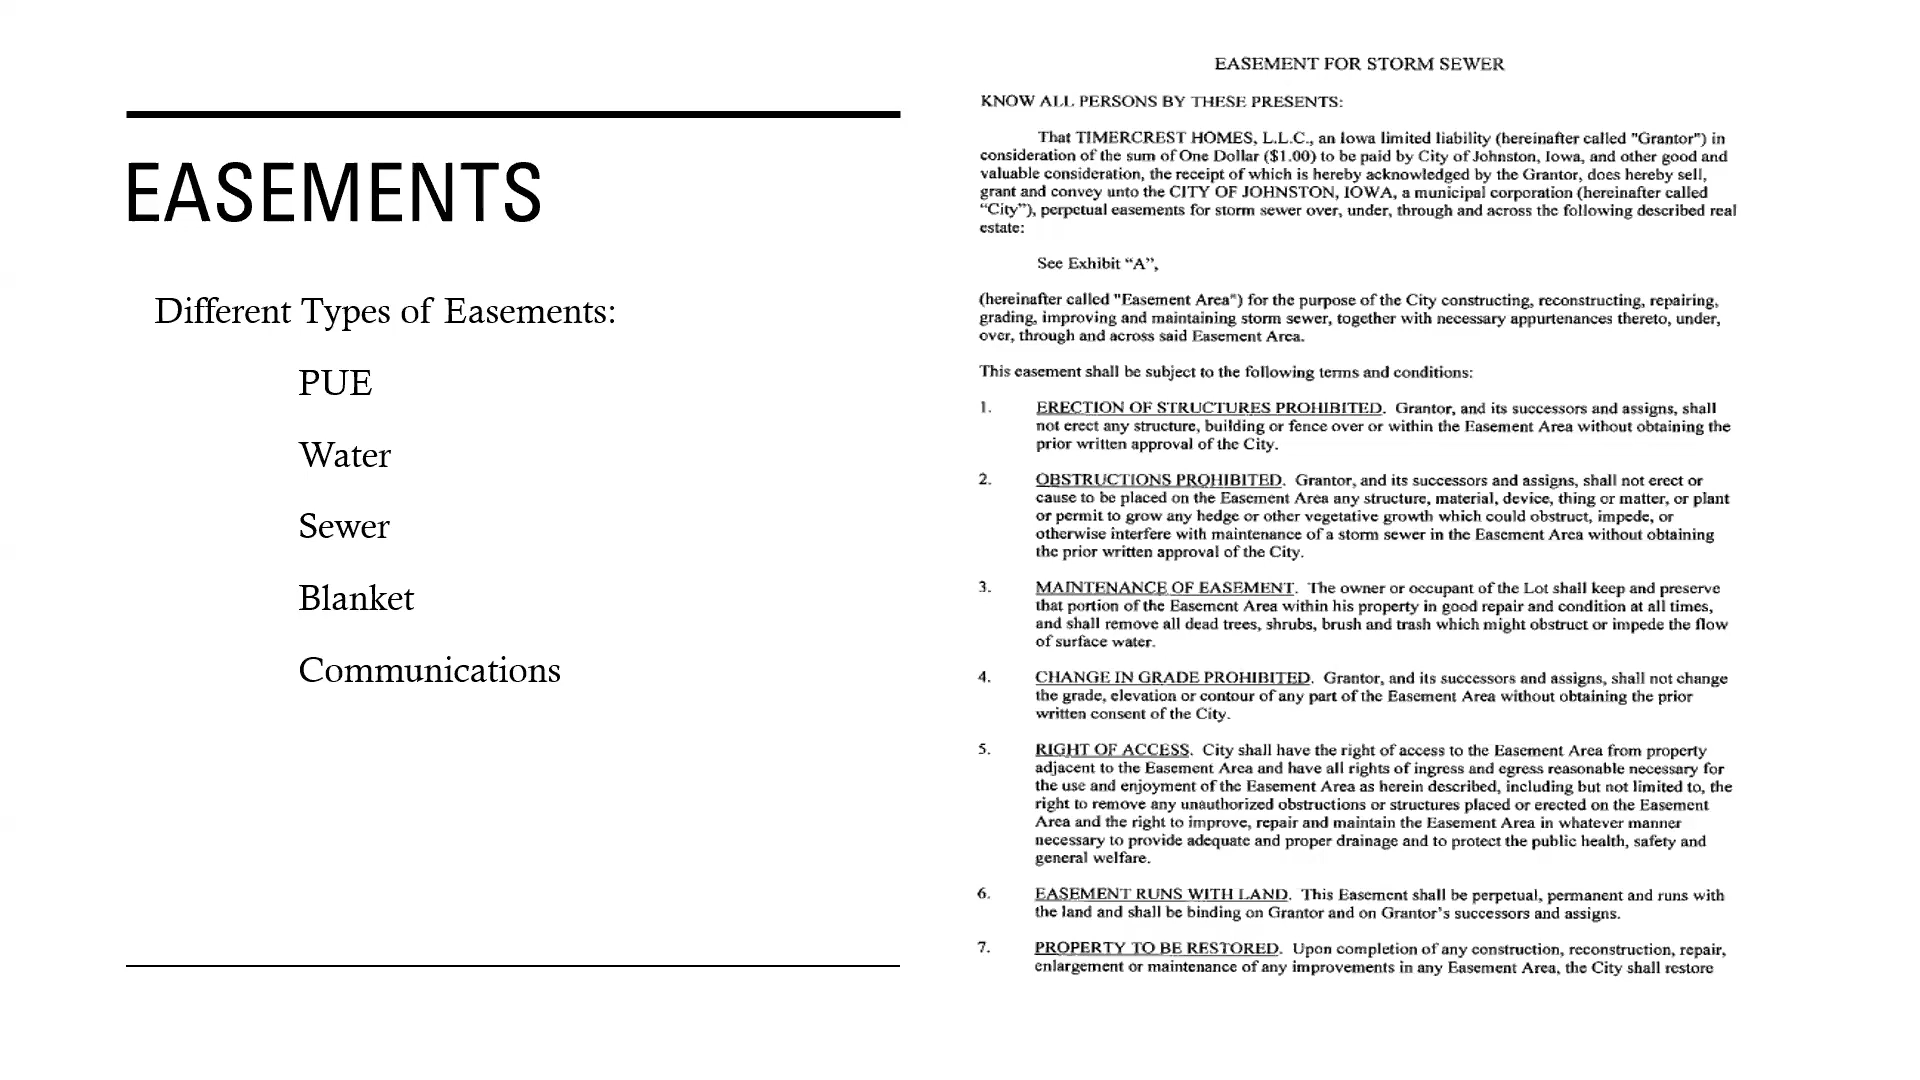 EASEMENTS
Different Types of Easements:
PUE
Water
Sewer
Blanket
Communications
EASEMENT FOR STORM SEWER
KNOW ALL PERSONS BY THESE PRESENTS:
That TIMERCREST HOMES, L.L.C., an Iowa limited liability (hereinafter called "Grantor") in
consideration of the sum of One Dollar ($1.00) to be paid by City of Johnston, Iowa, and other good and
valuable consideration, the receipt of which is hereby acknowledged by the Grantor, does hereby sell,
grant and convey unto the CITY OF JOHNSTON, IOWA, a municipal corporation (hereinafter called
“City”), perpetual easements for storm sewer over, under, through and across the following described real
estate:
See Exhibit “A”,
(hereinafter called "Easement Area") for the purpose of the City constructing, reconstructing, repairing,
grading, improving and maintaining storm sewer, together with necessary appurtenances thereto, under,
over, through and across said Easement Area.
This easement shall be subject to the following terms and conditions:
1. ERECTION OF STRUCTURES PROHIBITED. Grantor, and its successors and assigns, shall
not erect any structure, building or fence over or within the Easement Area without obtaining the
prior written approval of the City.
2. OBSTRUCTIONS PROHIBITED. Grantor, and its successors and assigns, shall not erect or
cause to be placed on the Easement Area any structure, material, device, thing or matter, or plant
or permit to grow any hedge or other vegetative growth which could obstruct, impede, or
otherwise interfere with maintenance of a storm sewer in the Easement Area without obtaining
the prior written approval of the City.
3. MAINTENANCE OF EASEMENT. The owner or occupant of the Lot shall keep and preserve
that portion of the Easement Area within his property in good repair and condition at all times,
and shall remove all dead trees, shrubs, brush and trash which might obstruct or impede the flow
of surface water.
4. CHANGE IN GRADE PROHIBITED. Grantor, and its successors and assigns, shall not change
the grade, elevation or contour of any part of the Easement Area without obtaining the prior
written consent of the City.
5. RIGHT OF ACCESS. City shall have the right of access to the Easement Area from property
adjacent to the Easement Area and have all rights of ingress and egress reasonable necessary for
the use and enjoyment of the Easement Area as herein described, including but not limited to, the
right to remove any unauthorized obstructions or structures placed or erected on the Easement
Area and the right to improve, repair and maintain the Easement Area in whatever manner
necessary to provide adequate and proper drainage and to protect the public health, safety and
general welfare.
6. EASEMENT RUNS WITH LAND. This Easement shall be perpetual, permanent and runs with
the land and shall be binding on Grantor and on Grantor’s successors and assigns.
7. PROPERTY TO BE RESTORED. Upon completion of any construction, reconstruction, repair,
enlargement or maintenance of any improvements in any Easement Area, the City shall restore